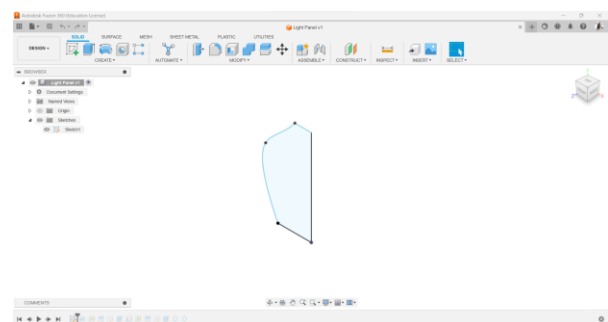 Autodesk Fusion 360 (Education License)
Light Panel v1
SOLID SURFACE MESH SHEET METAL PLASTIC UTILITIES
DESIGN
CREATE AUTOMATE MODIFY ASSEMBLE CONSTRUCT INSPECT INSERT SELECT
BROWSER
Light Panel v1
Document Settings
Named Views
Origin
Sketches
Sketch1
COMMENTS